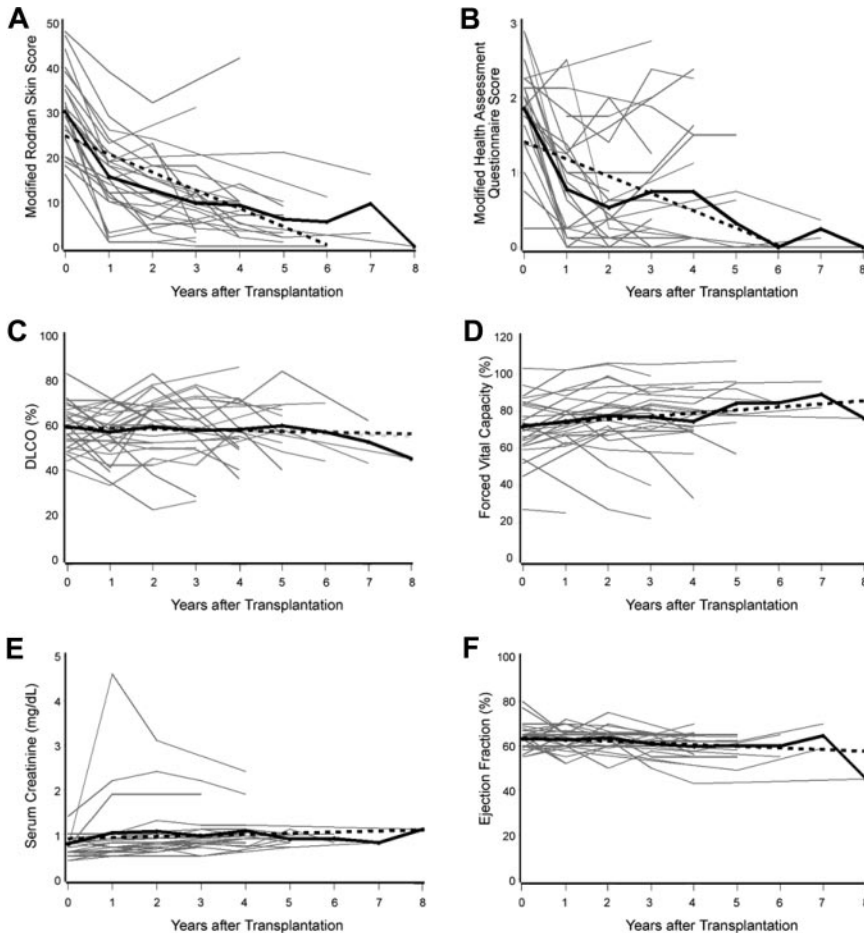 A
Modified Rodnan Skin Score
50
40
30
20
10
0
0 1 2 3 4 5 6 7 8
Years after Transplantation
B
Modified Health Assessment
Questionnaire Score
3
2
1
0
0 1 2 3 4 5 6 7 8
Years after Transplantation
C
DLCO (%)
100
80
60
40
20
0
0 1 2 3 4 5 6 7 8
Years after Transplantation
D
Forced Vital Capacity (%)
120
100
80
60
40
20
0
0 1 2 3 4 5 6 7 8
Years after Transplantation
E
Serum Creatinine (mg/dL)
5
4
3
2
1
0
0 1 2 3 4 5 6 7 8
Years after Transplantation
F
Ejection Fraction (%)
100
80
60
40
20
0
0 1 2 3 4 5 6 7 8
Years after Transplantation